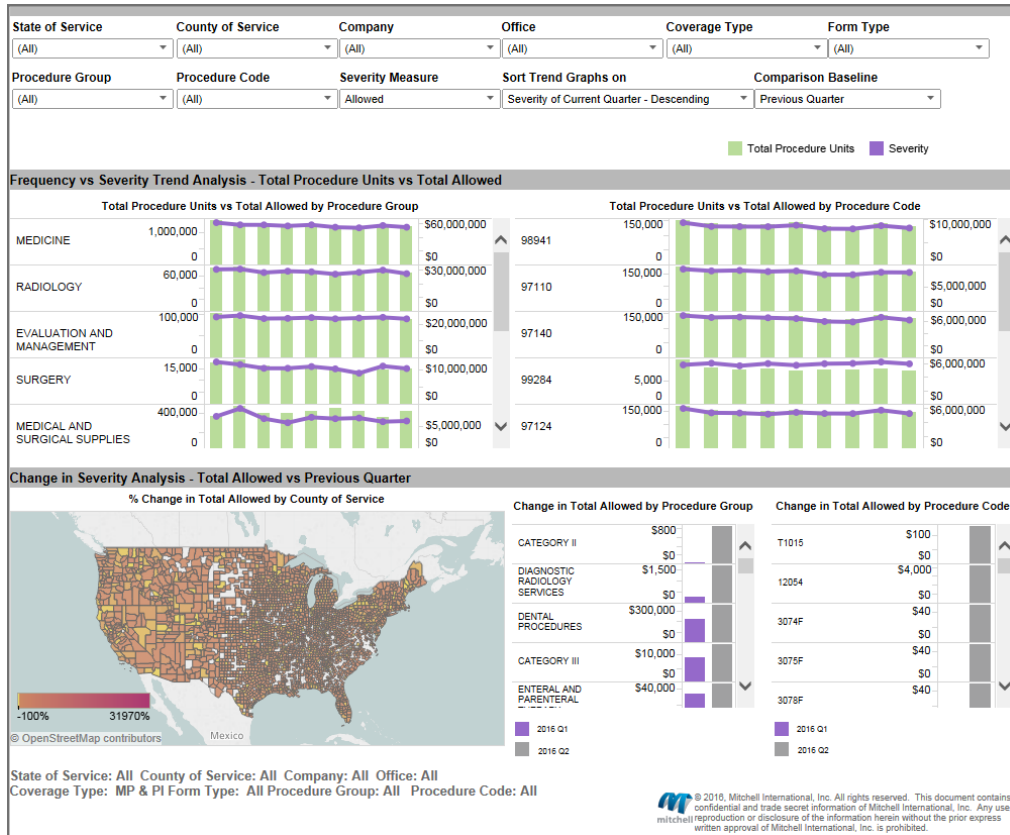 State of Service County of Service Company Office Coverage Type Form Type
(All) (All) (All) (All) (All) (All)
Procedure Group Procedure Code Severity Measure Sort Trend Graphs on Comparison Baseline
(All) (All) Allowed Severity of Current Quarter - Descending Previous Quarter
Total Procedure Units Severity
Frequency vs Severity Trend Analysis - Total Procedure Units vs Total Allowed
Total Procedure Units vs Total Allowed by Procedure Group
MEDICINE
1,000,000
0
$60,000,000
$0
RADIOLOGY
60,000
0
$30,000,000
$0
EVALUATION AND
MANAGEMENT
100,000
0
$20,000,000
$0
SURGERY
15,000
0
$10,000,000
$0
MEDICAL AND
SURGICAL SUPPLIES
400,000
0
$5,000,000
$0
Total Procedure Units vs Total Allowed by Procedure Code
98941
150,000
0
$10,000,000
$0
97110
150,000
0
$5,000,000
$0
97140
150,000
0
$6,000,000
$0
99284
5,000
0
$6,000,000
$0
97124
150,000
0
$6,000,000
$0
Change in Severity Analysis - Total Allowed vs Previous Quarter
% Change in Total Allowed by County of Service
-100% 31970%
© OpenStreetMap contributors
Mexico
Change in Total Allowed by Procedure Group
CATEGORY II
$800
$0
DIAGNOSTIC
RADIOLOGY
SERVICES
$1,500
$0
DENTAL
PROCEDURES
$300,000
$0
CATEGORY III
$10,000
$0
ENTERAL AND
PARENTERAL
$40,000
2016 Q1
2016 Q2
Change in Total Allowed by Procedure Code
T1015
$100
$0
12054
$4,000
$0
3074F
$40
$0
3075F
$40
$0
3078F
$40
2016 Q1
2016 Q2
State of Service: All County of Service: All Company: All Office: All
Coverage Type: MP & PI Form Type: All Procedure Group: All Procedure Code: All
mitchell
© 2016, Mitchell International, Inc. All rights reserved. This document contains
confidential and trade secret information of Mitchell International, Inc. Any use
reproduction or disclosure of the information herein without the prior express
written approval of Mitchell International, Inc. is prohibited.